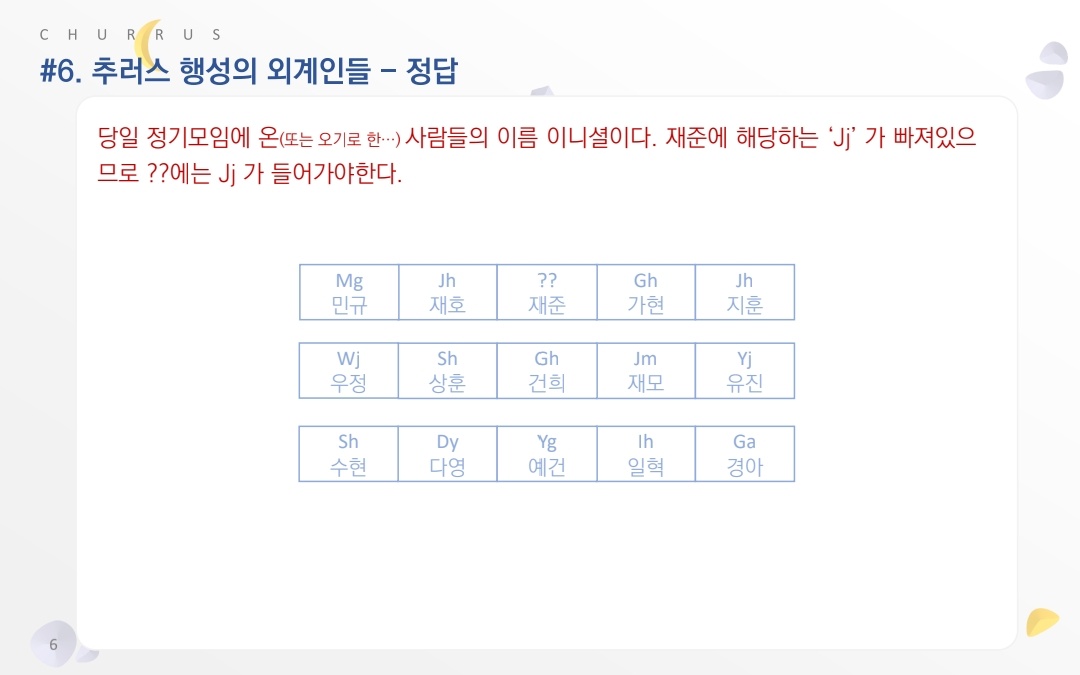 CHURRUS
#6. 추러스 행성의 외계인들 – 정답
당일 정기모임에 온(또는 오기로 한…) 사람들의 이름 이니셜이다. 재준에 해당하는 ‘Jj’ 가 빠져있으
므로 ??에는 Jj 가 들어가야한다.
Mg Jh ?? Gh Jh
민규 재호 재준 가현 지훈
Wj Sh Gh Jm Yj
우정 상훈 건희 재모 유진
Sh Dy Yg Ih Ga
수현 다영 예건 일혁 경아
6